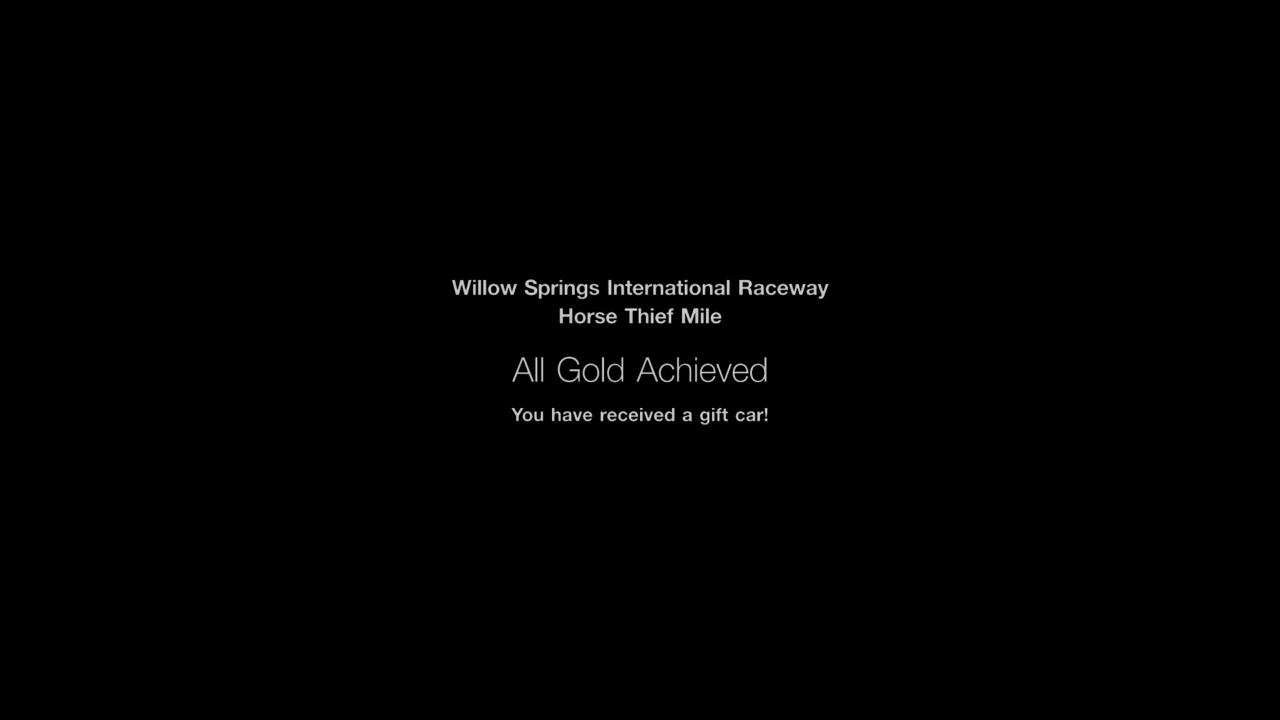 Willow Springs International Raceway
Horse Thief Mile
All Gold Achieved
You have received a gift car!